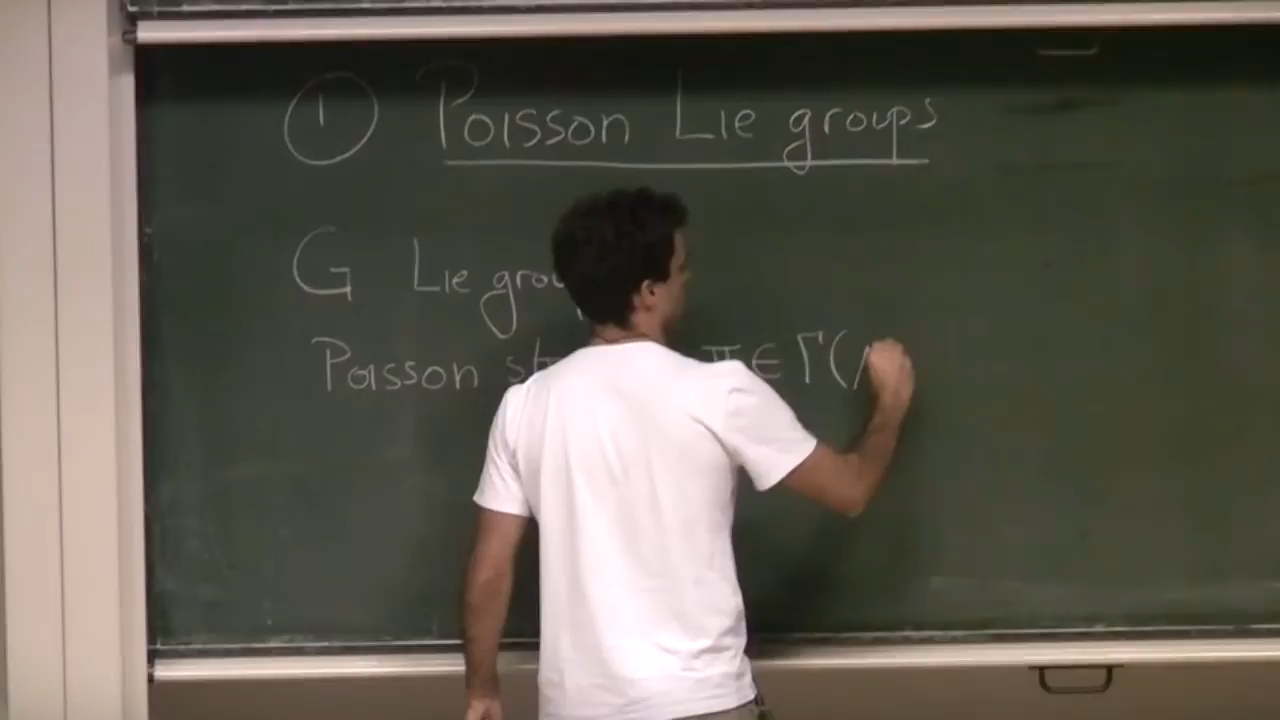 ① Poisson Lie groups
G Lie grou
Poisson st π ∈ Γ(